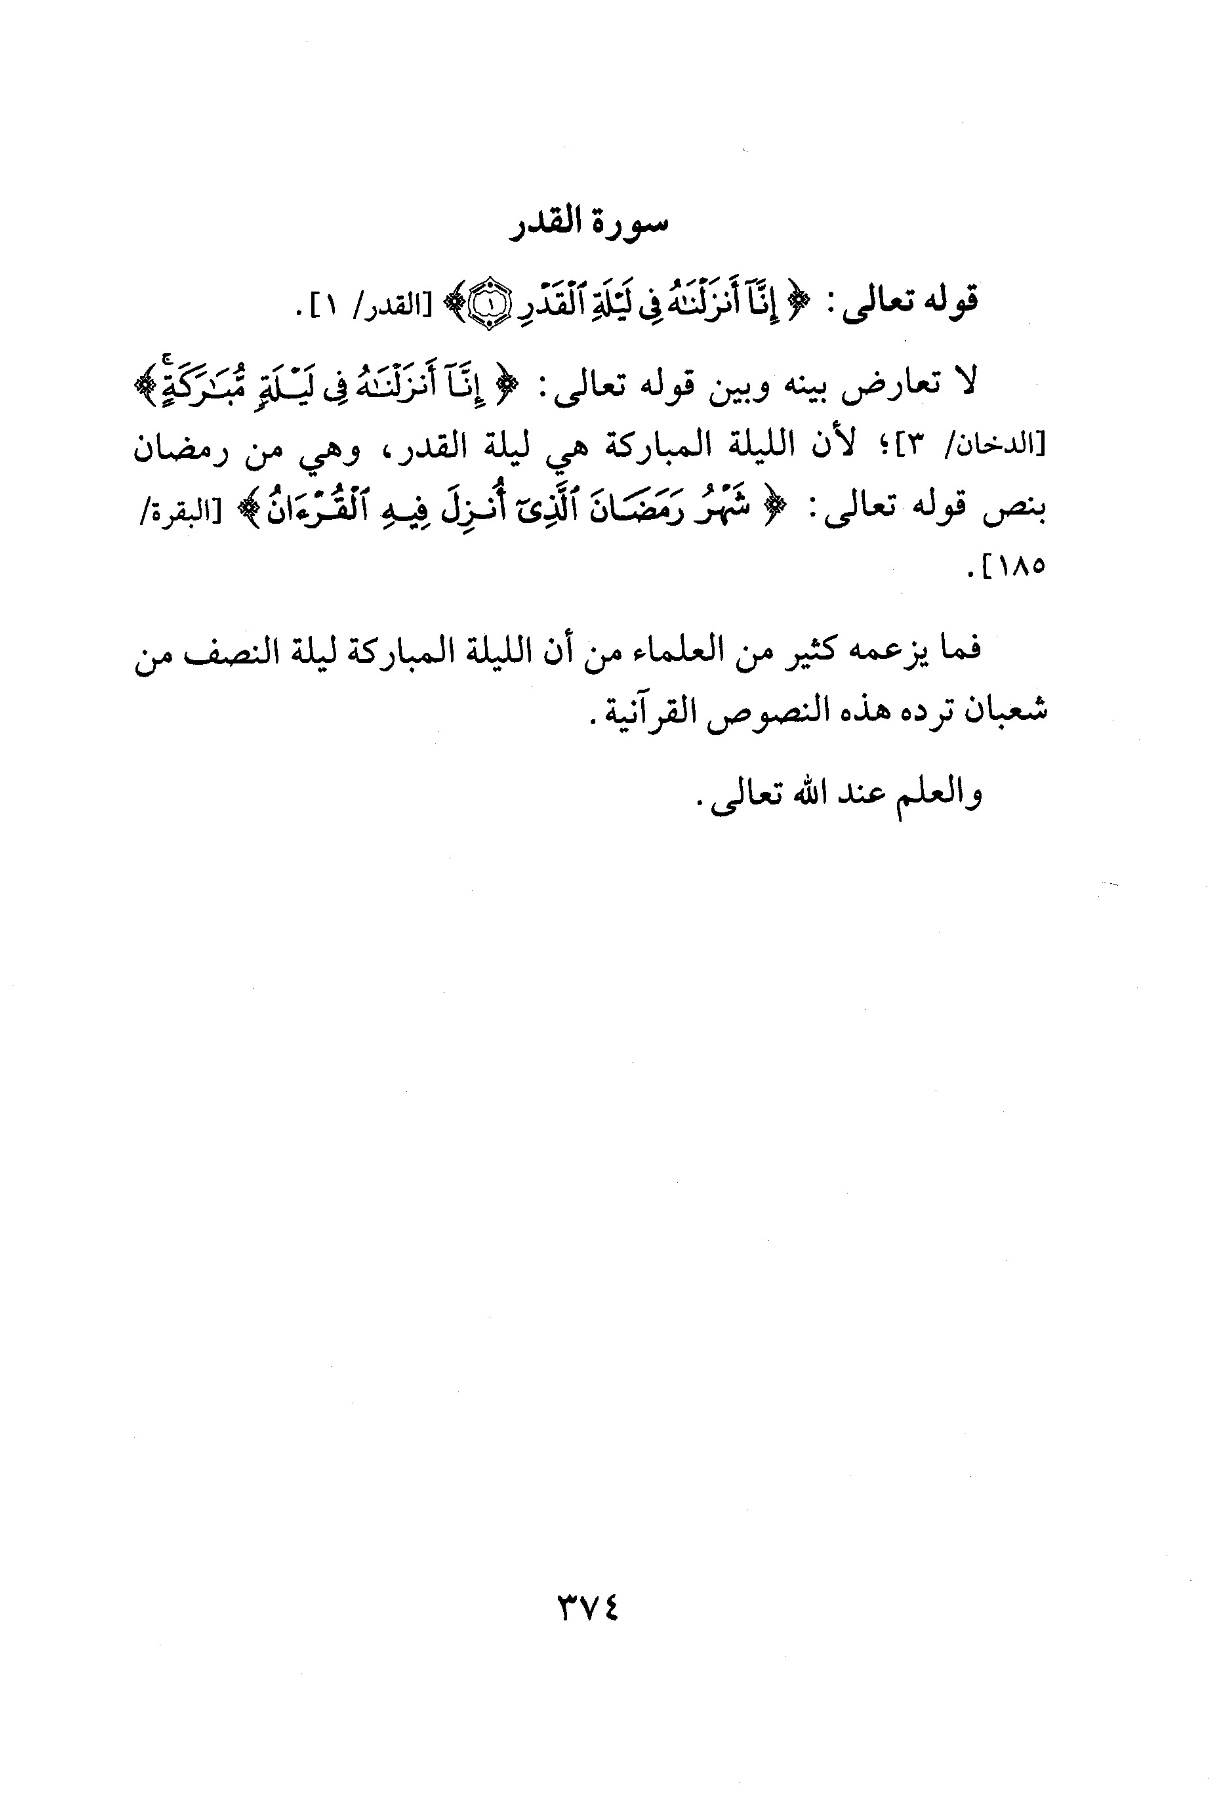 سورة القدر
قوله تعالى: ﴿ إِنَّآ أَنزَلْنَٰهُ فِى لَيْلَةِ ٱلْقَدْرِ ۝١﴾ [القدر/ ١].
لا تعارض بينه وبين قوله تعالى: ﴿ إِنَّآ أَنزَلْنَٰهُ فِى لَيْلَةٍ مُّبَٰرَكَةٍ ۚ﴾
[الدخان/ ٣]؛ لأن الليلة المباركة هي ليلة القدر، وهي من رمضان
بنص قوله تعالى: ﴿ شَهْرُ رَمَضَانَ ٱلَّذِىٓ أُنزِلَ فِيهِ ٱلْقُرْءَانُ﴾ [البقرة/
١٨٥].
فما يزعمه كثير من العلماء من أن الليلة المباركة ليلة النصف من
شعبان ترده هذه النصوص القرآنية.
والعلم عند الله تعالى.
٣٧٤